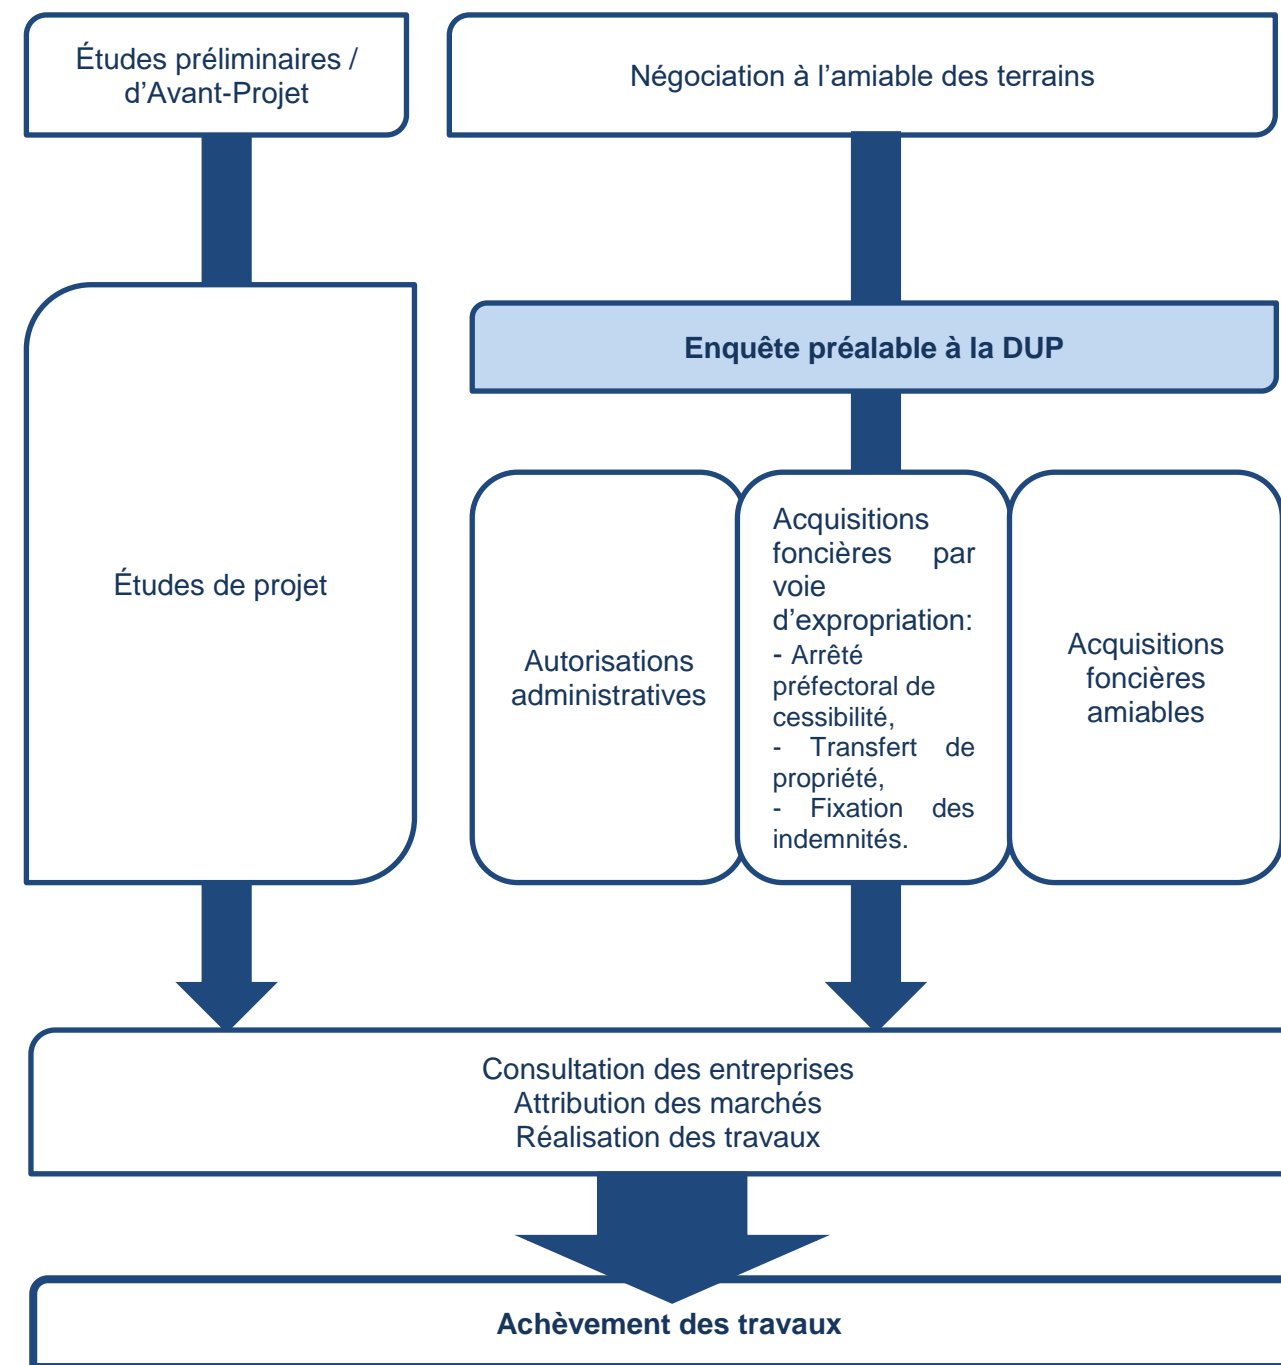 Études préliminaires /
d’Avant-Projet
Négociation à l’amiable des terrains
Enquête préalable à la DUP
Études de projet
Autorisations
administratives
Acquisitions
foncières par
voie
d’expropriation:
- Arrêté
préfectoral de
cessibilité,
- Transfert de
propriété,
- Fixation des
indemnités.
Acquisitions
foncières
amiables
Consultation des entreprises
Attribution des marchés
Réalisation des travaux
Achèvement des travaux